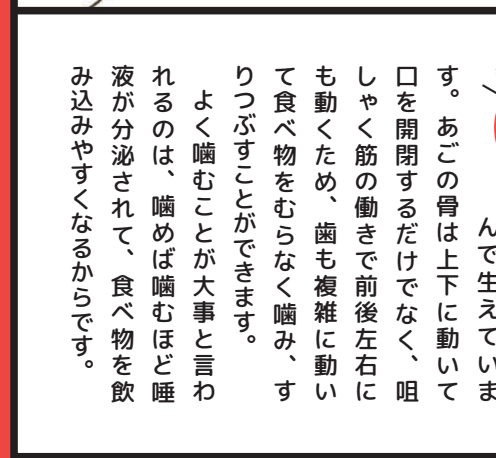 んで生えていま
す。あごの骨は上下に動いて
口を開閉するだけでなく、咀
しゃく筋の働きで前後左右に
も動くため、歯も複雑に動い
て食べ物をむらなく噛み、す
りつぶすことができます。
よく噛むことが大事と言わ
れるのは、噛めば噛むほど唾
液が分泌されて、食べ物を飲
み込みやすくなるからです。